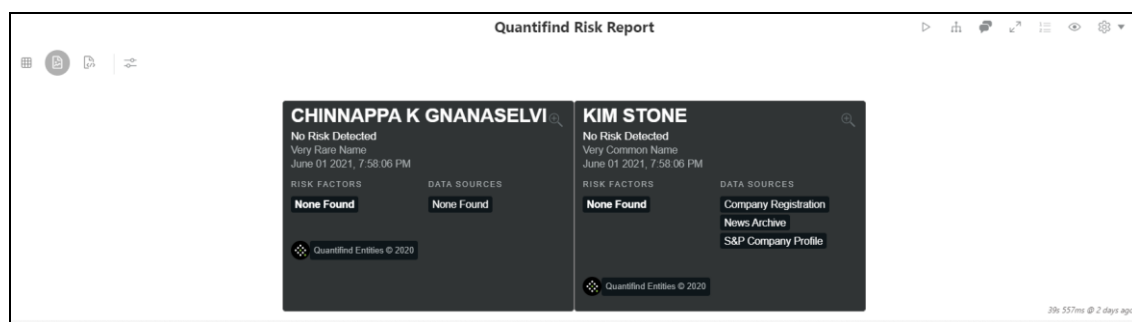 Quantifind Risk Report
CHINNAPPA K GNANASELVI
No Risk Detected
Very Rare Name
June 01 2021, 7:58:06 PM
RISK FACTORS DATA SOURCES
None Found None Found
Quantifind Entities © 2020
KIM STONE
No Risk Detected
Very Common Name
June 01 2021, 7:58:06 PM
RISK FACTORS DATA SOURCES
None Found Company Registration
News Archive
S&P Company Profile
Quantifind Entities © 2020
39s 557ms @ 2 days ago